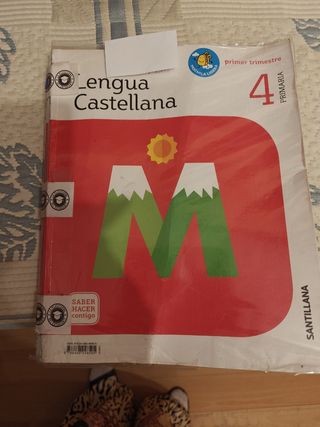 primer trimestre
Lengua
Castellana
4
PRIMARIA
M
SABER
HACER
contigo
SANTILLANA